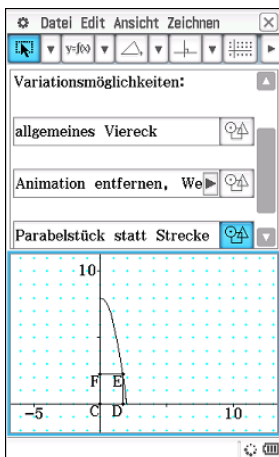 Datei Edit Ansicht Zeichnen
y=f(x)
Variationsmöglichkeiten:
allgemeines Viereck
Animation entfernen, We
Parabelstück statt Strecke
10
F E
C D
-5 10